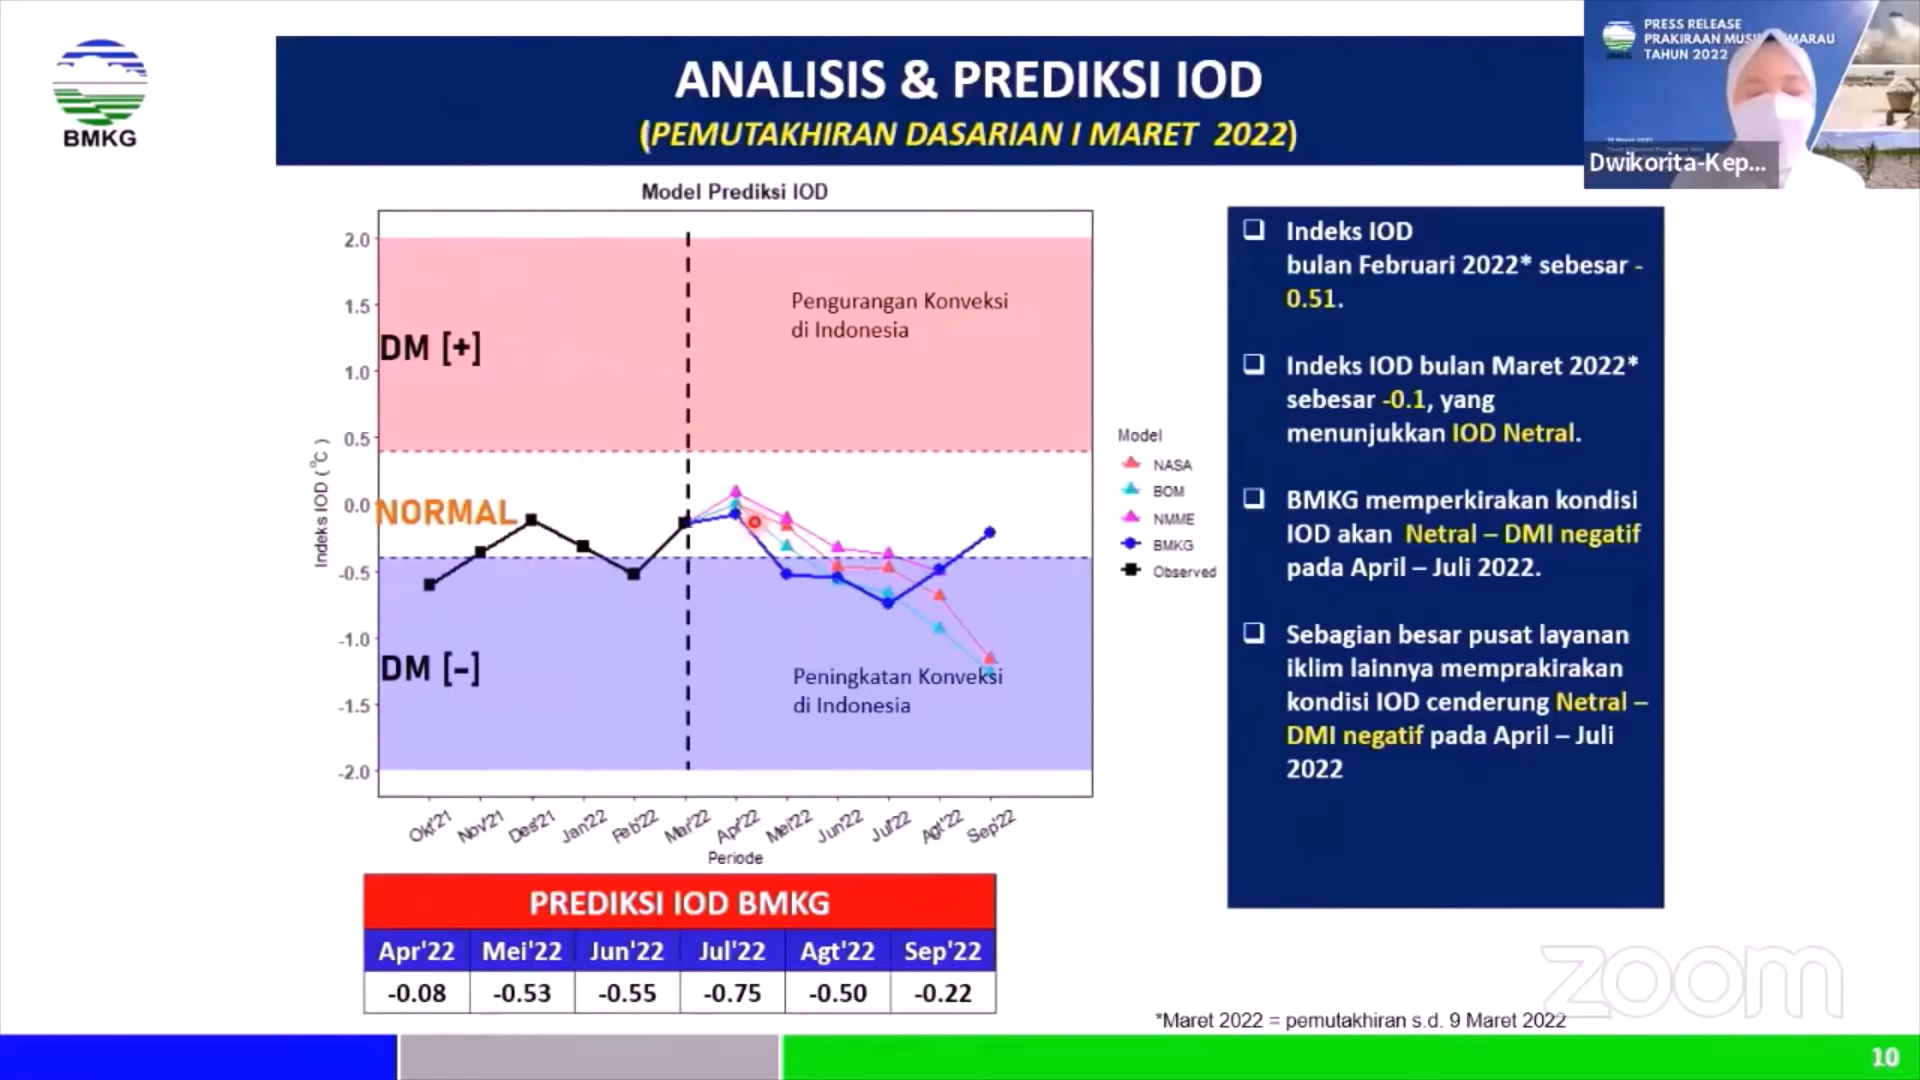 BMKG
ANALISIS & PREDIKSI IOD
(PEMUTAKHIRAN DASARIAN I MARET 2022)
PRESS RELEASE
PRAKIRAAN
TAHUN 2022
Dwikorita-Kep...
Model Prediksi IOD
Indeks IOD (°C)
2.0
1.5
1.0
0.5
0.0
-0.5
-1.0
-1.5
-2.0
DM [+]
NORMAL
DM [-]
Pengurangan Konveksi
di Indonesia
Peningkatan Konveksi
di Indonesia
Okt'21 Nov'21 Des'21 Jan'22 Feb'22 Mar'22 Apr'22 Mei'22 Jun'22 Jul'22 Agt'22 Sep'22
Periode
Model
NASA
BOM
NMME
BMKG
Observed
Indeks IOD
bulan Februari 2022* sebesar -
0.51.
Indeks IOD bulan Maret 2022*
sebesar -0.1, yang
menunjukkan IOD Netral.
BMKG memperkirakan kondisi
IOD akan Netral – DMI negatif
pada April – Juli 2022.
Sebagian besar pusat layanan
iklim lainnya memprakirakan
kondisi IOD cenderung Netral –
DMI negatif pada April – Juli
2022
PREDIKSI IOD BMKG
Apr'22 Mei'22 Jun'22 Jul'22 Agt'22 Sep'22
-0.08 -0.53 -0.55 -0.75 -0.50 -0.22
zoom
*Maret 2022 = pemutakhiran s.d. 9 Maret 2022
10